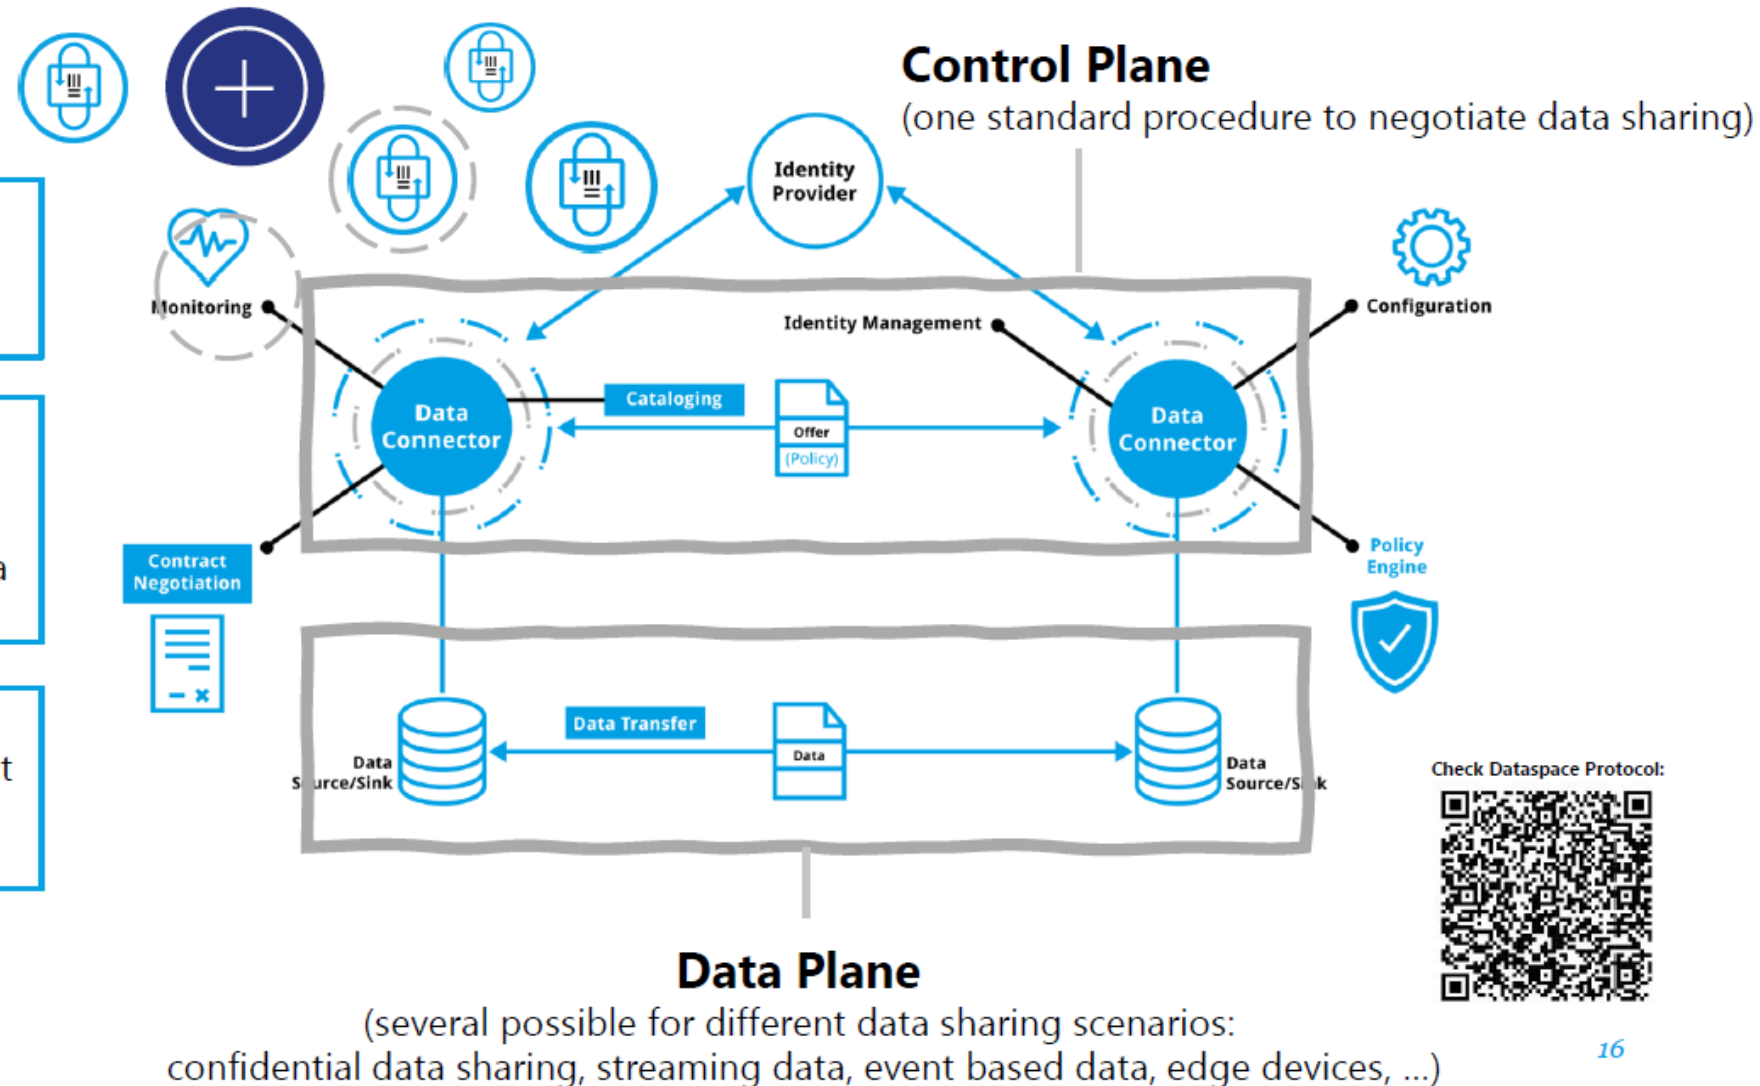 Control Plane
(one standard procedure to negotiate data sharing)
Identity
Provider
Monitoring
Identity Management
Configuration
Cataloging
Data
Connector
Offer
(Policy)
Data
Connector
Contract
Negotiation
Policy
Engine
a
Data Transfer
Data
Data
Source/Sink
Data
Source/Sink
t
Check Dataspace Protocol:
Data Plane
(several possible for different data sharing scenarios:
confidential data sharing, streaming data, event based data, edge devices, ...)
16